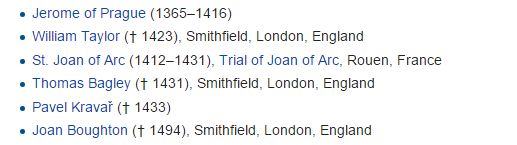 Jerome of Prague (1365–1416)
William Taylor († 1423), Smithfield, London, England
St. Joan of Arc (1412–1431), Trial of Joan of Arc, Rouen, France
Thomas Bagley († 1431), Smithfield, London, England
Pavel Kravař († 1433)
Joan Boughton († 1494), Smithfield, London, England